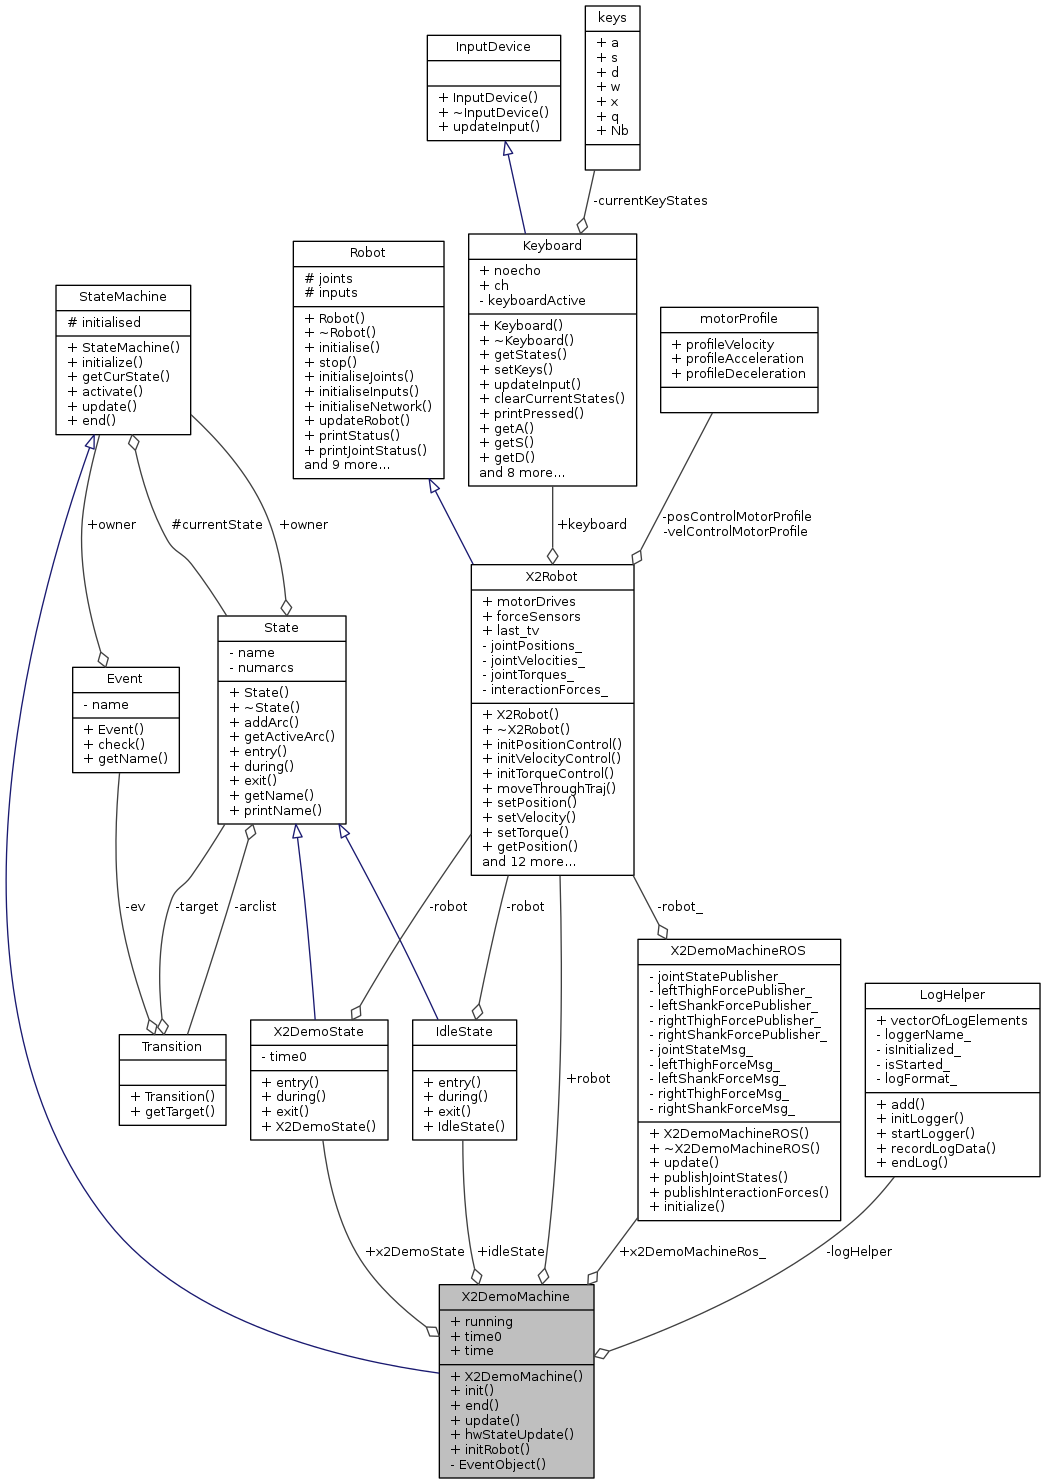 keys
+ a
+ s
+ d
+ w
+ x
+ q
+ Nb
InputDevice
+ InputDevice()
+ ~InputDevice()
+ updateInput()
-currentKeyStates
Keyboard
+ noecho
+ ch
- keyboardActive
+ Keyboard()
+ ~Keyboard()
+ getStates()
+ setKeys()
+ updateInput()
+ clearCurrentStates()
+ printPressed()
+ getA()
+ getS()
+ getD()
and 8 more...
Robot
# joints
# inputs
+ Robot()
+ ~Robot()
+ initialise()
+ stop()
+ initialiseJoints()
+ initialiseInputs()
+ initialiseNetwork()
+ updateRobot()
+ printStatus()
+ printJointStatus()
and 9 more...
StateMachine
# initialised
+ StateMachine()
+ initialize()
+ getCurState()
+ activate()
+ update()
+ end()
motorProfile
+ profileVelocity
+ profileAcceleration
+ profileDeceleration
+owner
#currentState
+owner
+keyboard
-posControlMotorProfile
-velControlMotorProfile
X2Robot
+ motorDrives
+ forceSensors
+ last_tv
- jointPositions_
- jointVelocities_
- jointTorques_
- interactionForces_
+ X2Robot()
+ ~X2Robot()
+ initPositionControl()
+ initVelocityControl()
+ initTorqueControl()
+ moveThroughTraj()
+ setPosition()
+ setVelocity()
+ setTorque()
+ getPosition()
and 12 more...
State
- name
- numarcs
+ State()
+ ~State()
+ addArc()
+ getActiveArc()
+ entry()
+ during()
+ exit()
+ getName()
+ printName()
Event
- name
+ Event()
+ check()
+ getName()
-ev
-target
-arclist
-robot
-robot
-robot_
Transition
+ Transition()
+ getTarget()
X2DemoState
- time0
+ entry()
+ during()
+ exit()
+ X2DemoState()
IdleState
+ entry()
+ during()
+ exit()
+ IdleState()
+robot
X2DemoMachineROS
- jointStatePublisher_
- leftThighForcePublisher_
- leftShankForcePublisher_
- rightThighForcePublisher_
- rightShankForcePublisher_
- jointStateMsg_
- leftThighForceMsg_
- leftShankForceMsg_
- rightThighForceMsg_
- rightShankForceMsg_
+ X2DemoMachineROS()
+ ~X2DemoMachineROS()
+ update()
+ publishJointStates()
+ publishInteractionForces()
+ initialize()
LogHelper
+ vectorOfLogElements
- loggerName_
- isInitialized_
- isStarted_
- logFormat_
+ add()
+ initLogger()
+ startLogger()
+ recordLogData()
+ endLog()
+x2DemoState
+idleState
+x2DemoMachineRos_
-logHelper
X2DemoMachine
+ running
+ time0
+ time
+ X2DemoMachine()
+ init()
+ end()
+ update()
+ hwStateUpdate()
+ initRobot()
- EventObject()